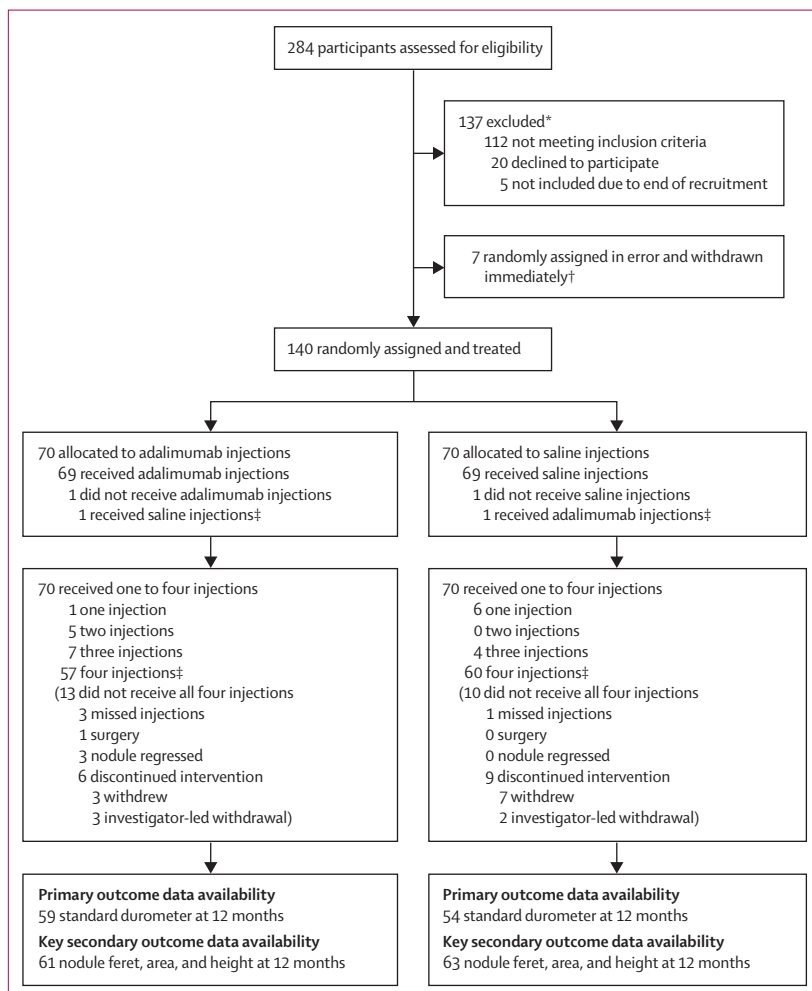 284 participants assessed for eligibility
137 excluded*
112 not meeting inclusion criteria
20 declined to participate
5 not included due to end of recruitment
7 randomly assigned in error and withdrawn
immediately†
140 randomly assigned and treated
70 allocated to adalimumab injections
69 received adalimumab injections
1 did not receive adalimumab injections
1 received saline injections‡
70 allocated to saline injections
69 received saline injections
1 did not receive saline injections
1 received adalimumab injections‡
70 received one to four injections
1 one injection
5 two injections
7 three injections
57 four injections‡
(13 did not receive all four injections
3 missed injections
1 surgery
3 nodule regressed
6 discontinued intervention
3 withdrew
3 investigator-led withdrawal)
70 received one to four injections
6 one injection
0 two injections
4 three injections
60 four injections‡
(10 did not receive all four injections
1 missed injections
0 surgery
0 nodule regressed
9 discontinued intervention
7 withdrew
2 investigator-led withdrawal)
Primary outcome data availability
59 standard durometer at 12 months
Key secondary outcome data availability
61 nodule feret, area, and height at 12 months
Primary outcome data availability
54 standard durometer at 12 months
Key secondary outcome data availability
63 nodule feret, area, and height at 12 months